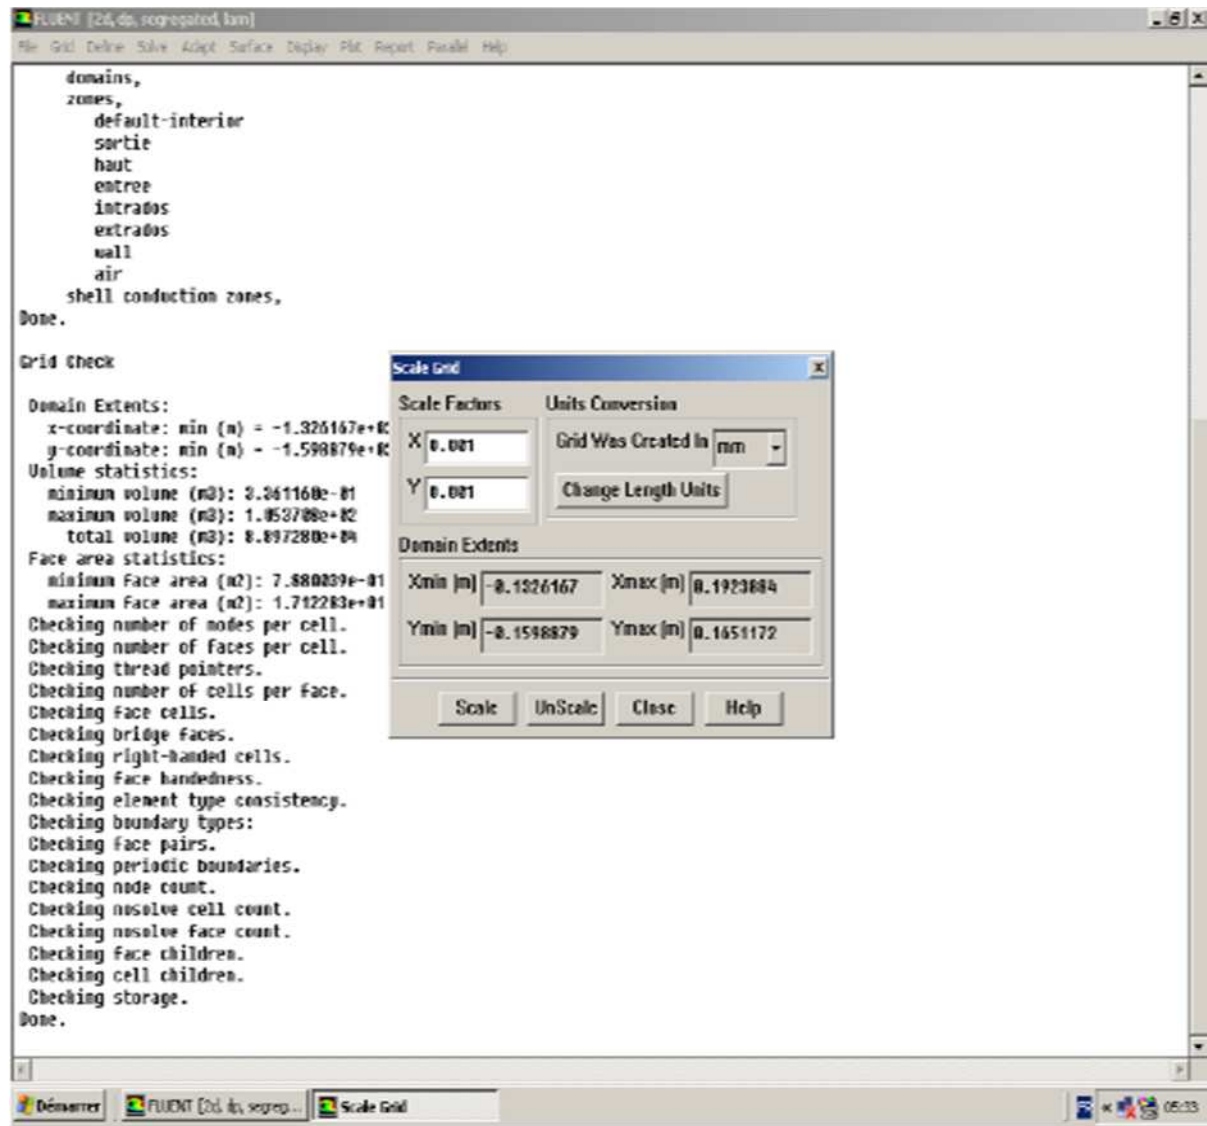 FLUENT [2d, dp, segregated, lam]
File Grid Define Solve Adapt Surface Display Plot Report Parallel Help
domains,
zones,
default-interior
sortie
haut
entree
intrados
extrados
wall
air
shell conduction zones,
Done.
Grid Check
Domain Extents:
x-coordinate: min (m) = -1.326167e+0
y-coordinate: min (m) = -1.598879e+0
Volume statistics:
minimum volume (m3): 3.361160e-01
maximum volume (m3): 1.053708e+02
total volume (m3): 8.897280e+04
Face area statistics:
minimum face area (m2): 7.880039e-01
maximum face area (m2): 1.712283e+01
Checking number of nodes per cell.
Checking number of faces per cell.
Checking thread pointers.
Checking number of cells per face.
Checking face cells.
Checking bridge faces.
Checking right-handed cells.
Checking face handedness.
Checking element type consistency.
Checking boundary types:
Checking face pairs.
Checking periodic boundaries.
Checking node count.
Checking nosolve cell count.
Checking nosolve face count.
Checking face children.
Checking cell children.
Checking storage.
Done.
Scale Grid
Scale Factors Units Conversion
X 0.001 Grid Was Created In mm
Y 0.001 Change Length Units
Domain Extents
Xmin (m) -0.1326167 Xmax (m) 0.1923884
Ymin (m) -0.1598879 Ymax (m) 0.1651172
Scale UnScale Close Help
Démarrer FLUENT [2d, dp, segreg... Scale Grid FR « 05:33